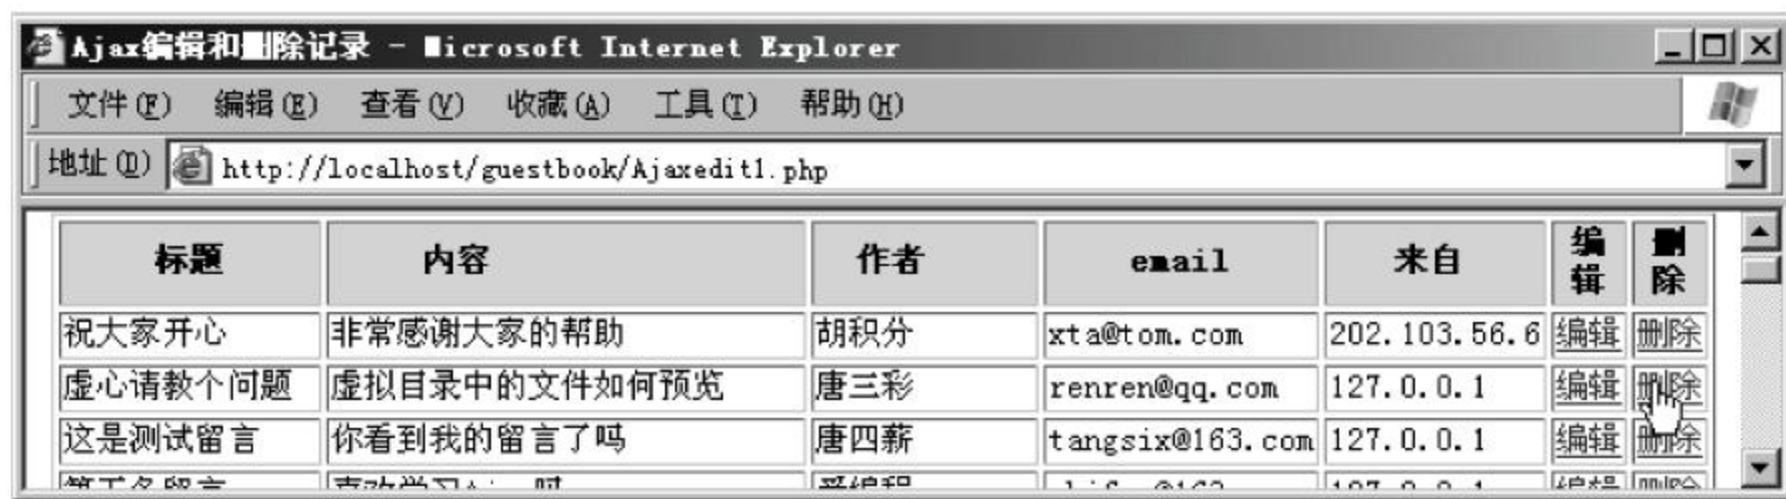 Ajax编辑和删除记录 - Microsoft Internet Explorer
文件(F) 编辑(E) 查看(V) 收藏(A) 工具(T) 帮助(H)
地址(D) http://localhost/guestbook/Ajaxedit1.php
标题 内容 作者 email 来自 编辑 删除
祝大家开心 非常感谢大家的帮助 胡积分 xta@tom.com 202.103.56.6 编辑 删除
虚心请教个问题 虚拟目录中的文件如何预览 唐三彩 renren@qq.com 127.0.0.1 编辑 删除
这是测试留言 你看到我的留言了吗 唐四薪 tangsix@163.com 127.0.0.1 编辑 删除